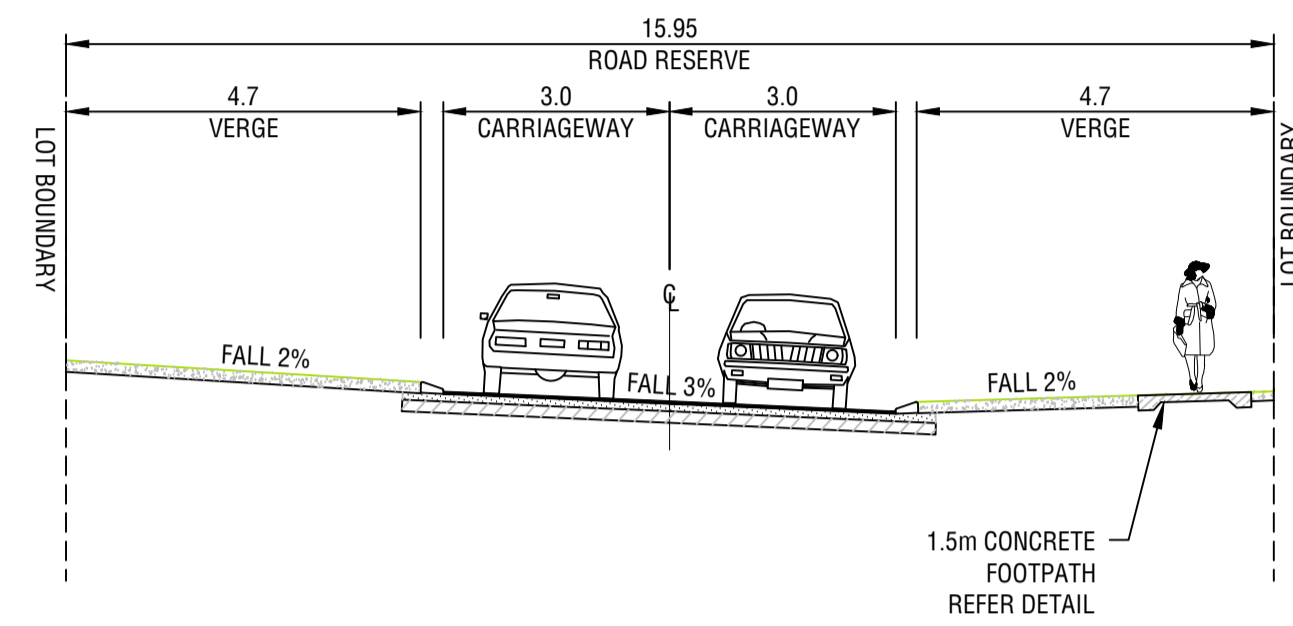 15.95
ROAD RESERVE
4.7
VERGE
3.0
CARRIAGEWAY
3.0
CARRIAGEWAY
4.7
VERGE
LOT BOUNDARY
LOT BOUNDARY
CL
FALL 2%
FALL 3%
FALL 2%
1.5m CONCRETE
FOOTPATH
REFER DETAIL